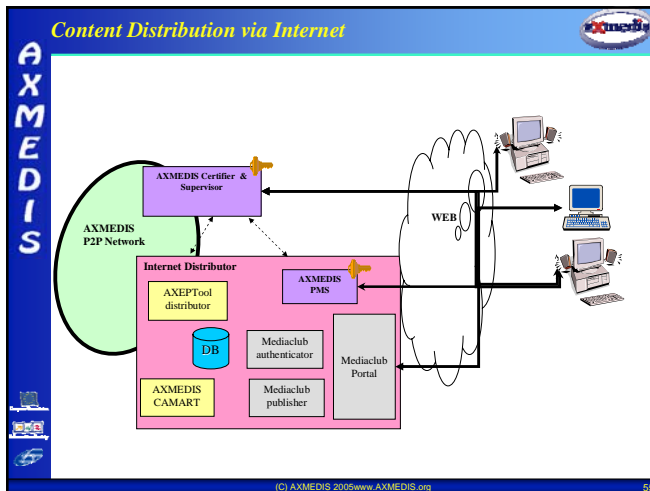 Content Distribution via Internet
AXMEDIS
AXMEDIS
AXMEDIS Certifier &
Supervisor
AXMEDIS
P2P Network
WEB
Internet Distributor
AXEPTool
distributor
AXMEDIS
PMS
DB
Mediaclub
authenticator
Mediaclub
Portal
AXMEDIS
CAMART
Mediaclub
publisher
(C) AXMEDIS 2005www.AXMEDIS.org